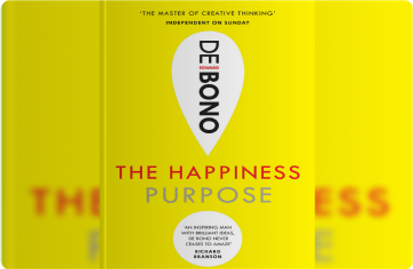 'THE MASTER OF CREATIVE THINKING'
INDEPENDENT ON SUNDAY
EDWARD
DE BONO
THE HAPPINESS
PURPOSE
'AN INSPIRING MAN
WITH BRILLIANT IDEAS,
DE BONO NEVER
CEASES TO AMAZE'
RICHARD
BRANSON